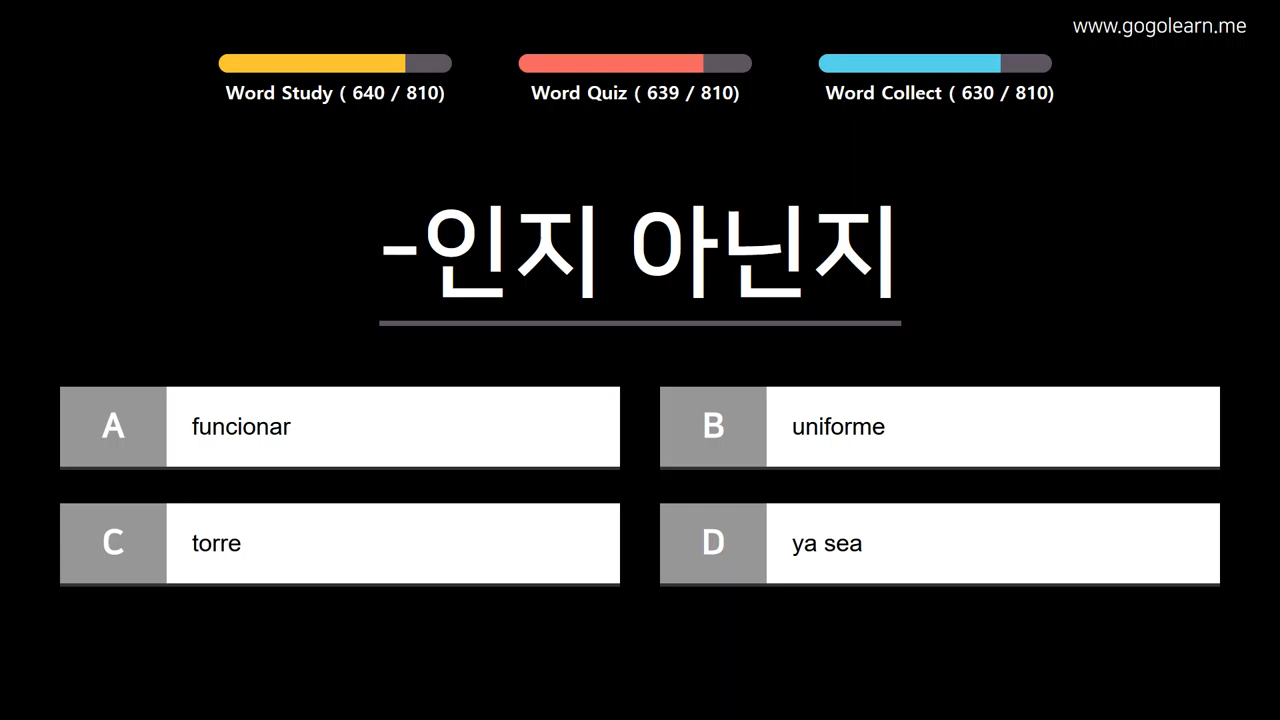 www.gogolearn.me
Word Study ( 640 / 810)
Word Quiz ( 639 / 810)
Word Collect ( 630 / 810)
-인지 아닌지
A funcionar
B uniforme
C torre
D ya sea